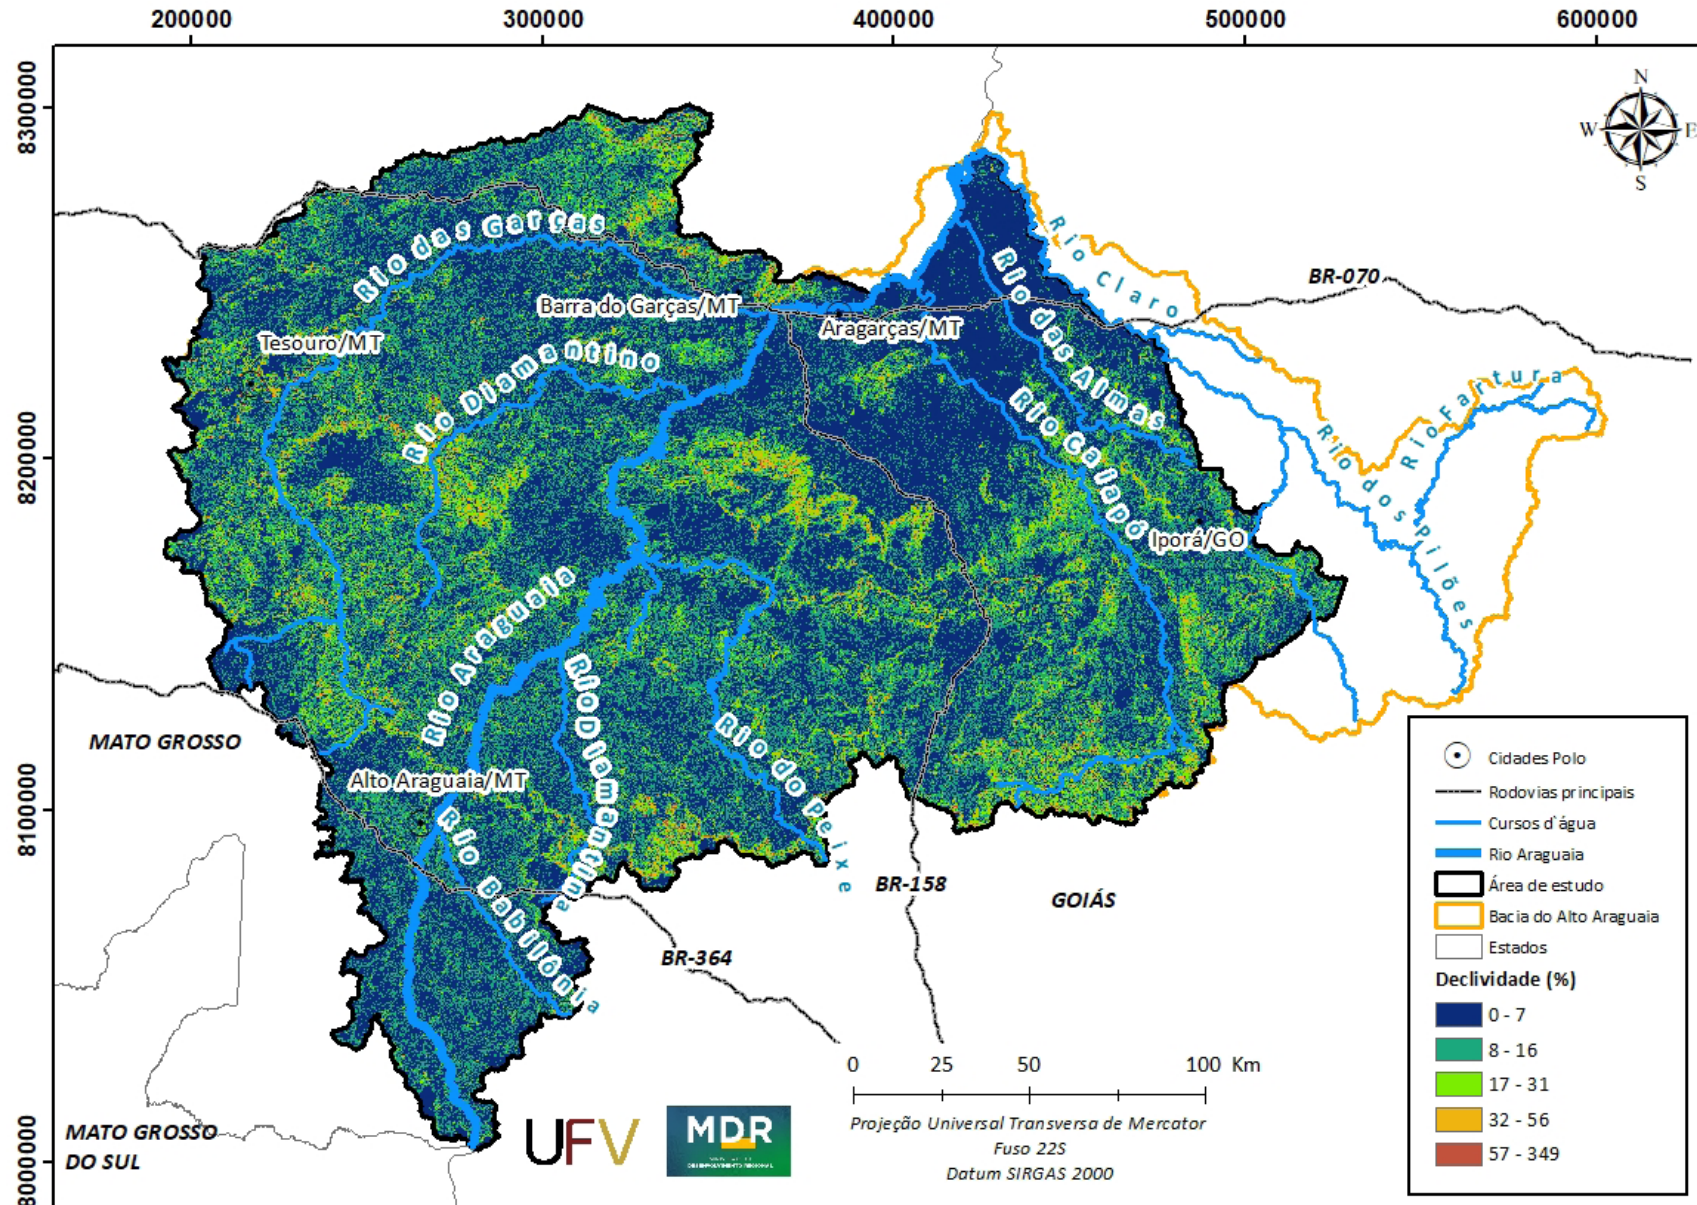 200000
300000
400000
500000
600000
8300000
8200000
8100000
8000000
N
W
E
S
BR-070
Rio das Garças
Rio Claro
Barra do Garças/MT
Aragarças/MT
Tesouro/MT
Rio Diamantino
Rio das Almas
Rio Fartura
Rio Caiapó
Rio dos Pilões
Iporá/GO
Rio Araguaia
Rio Diamantina
Rio do Peixe
MATO GROSSO
Alto Araguaia/MT
Rio Babilônia
BR-158
GOIÁS
BR-364
MATO GROSSO
DO SUL
Cidades Polo
Rodovias principais
Cursos d`água
Rio Araguaia
Área de estudo
Bacia do Alto Araguaia
Estados
Declividade (%)
0 - 7
8 - 16
17 - 31
32 - 56
57 - 349
0 25 50 100 Km
Projeção Universal Transversa de Mercator
Fuso 22S
Datum SIRGAS 2000
UFV
MDR
DESENVOLVIMENTO REGIONAL